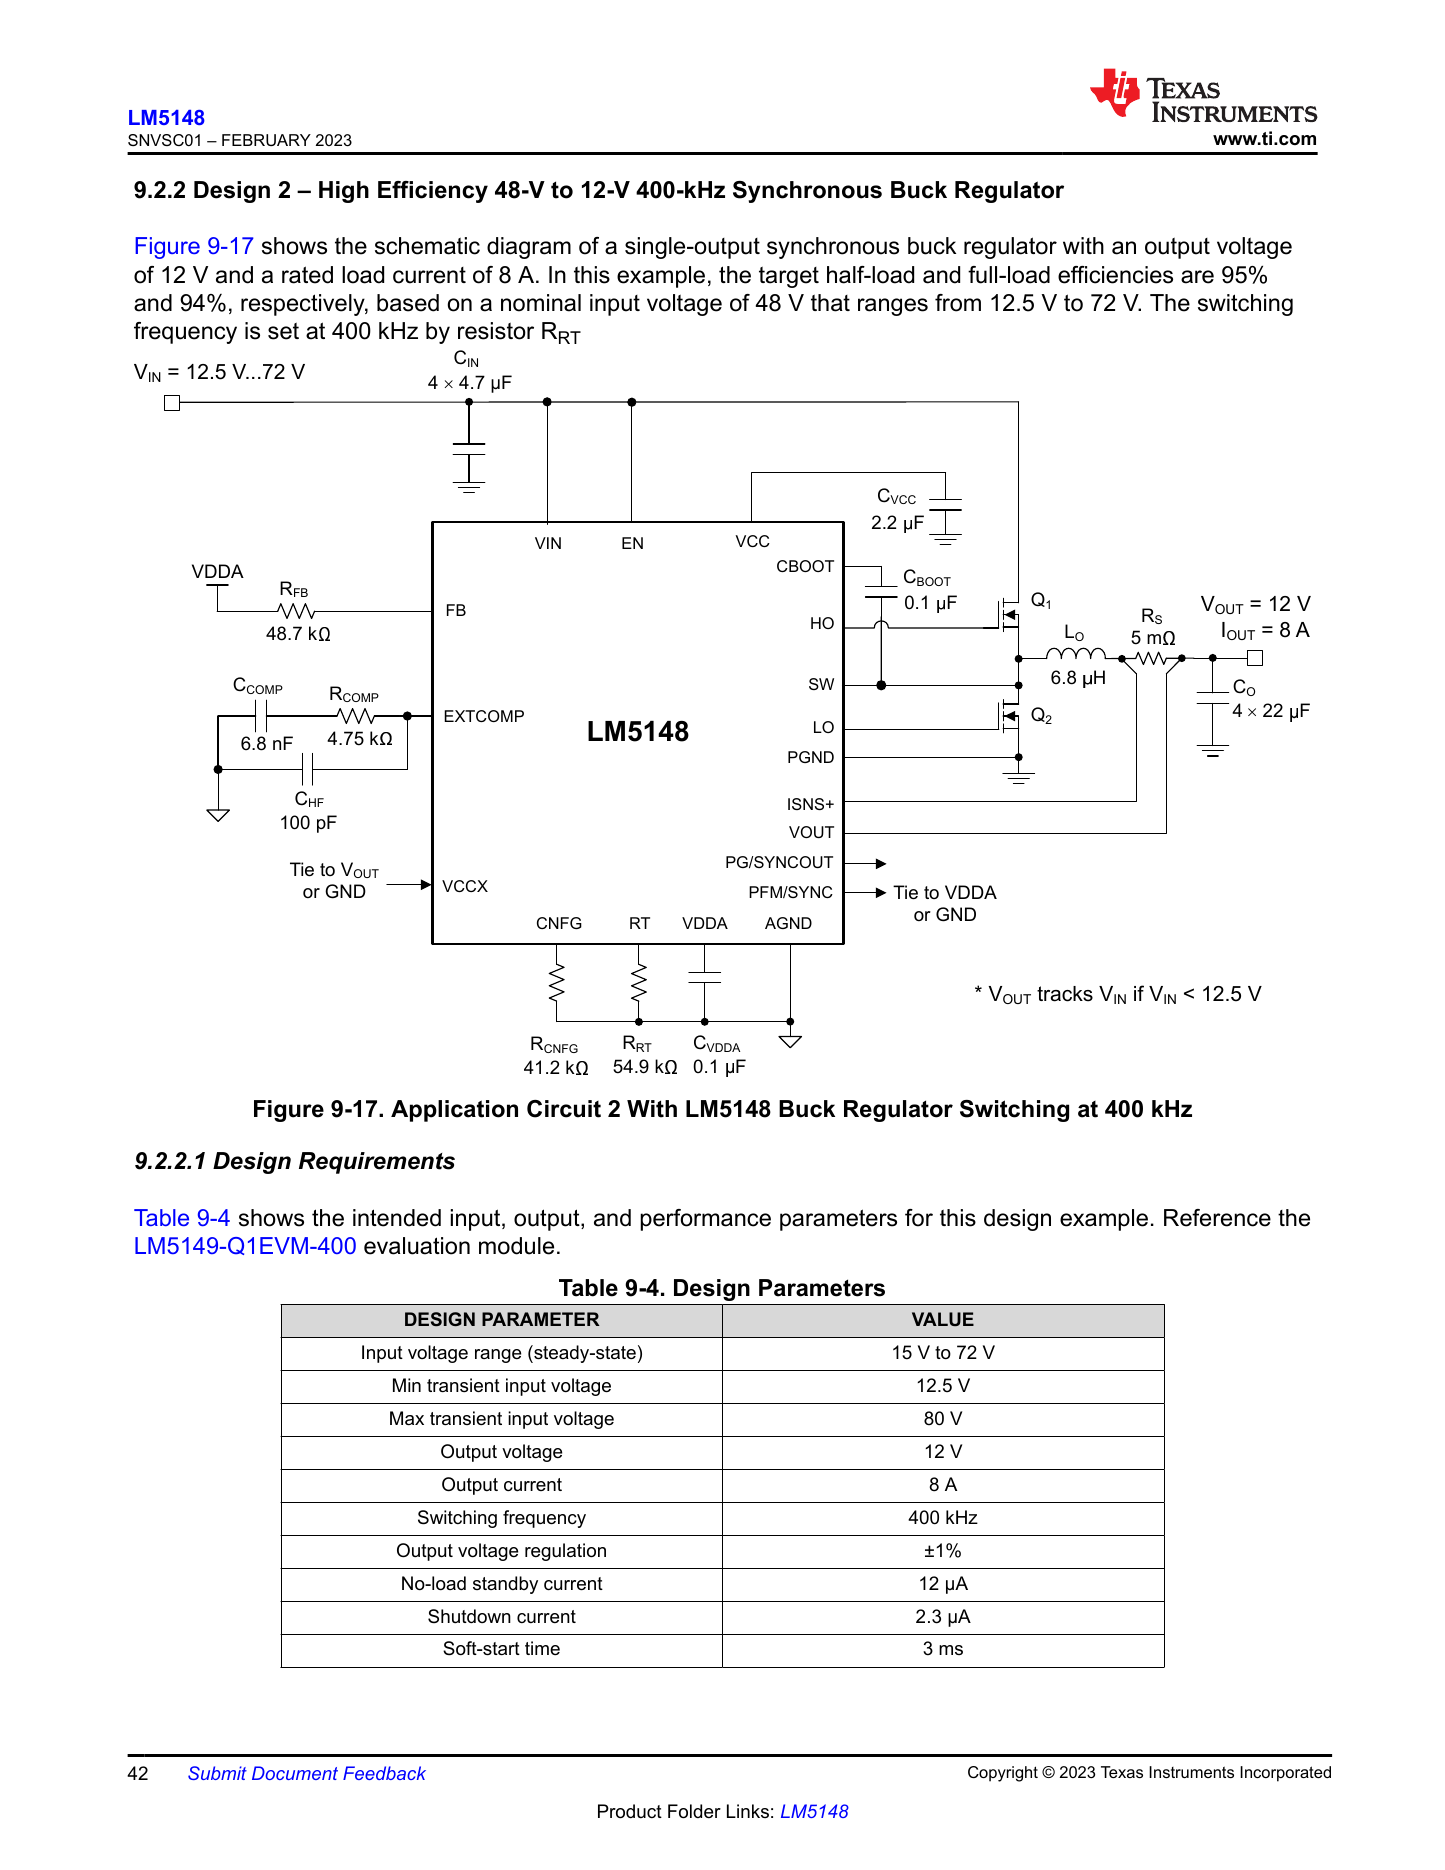 LM5148
SNVSC01 – FEBRUARY 2023
TEXAS
INSTRUMENTS
www.ti.com
9.2.2 Design 2 – High Efficiency 48-V to 12-V 400-kHz Synchronous Buck Regulator
Figure 9-17 shows the schematic diagram of a single-output synchronous buck regulator with an output voltage
of 12 V and a rated load current of 8 A. In this example, the target half-load and full-load efficiencies are 95%
and 94%, respectively, based on a nominal input voltage of 48 V that ranges from 12.5 V to 72 V. The switching
frequency is set at 400 kHz by resistor RRT
VIN = 12.5 V...72 V
CIN
4 × 4.7 µF
CVCC
2.2 µF
VIN
EN
VCC
VDDA
RFB
48.7 kΩ
FB
CBOOT
CBOOT
0.1 µF
HO
Q1
LO
6.8 µH
RS
5 mΩ
VOUT = 12 V
IOUT = 8 A
CCOMP
6.8 nF
RCOMP
4.75 kΩ
EXTCOMP
CHF
100 pF
LM5148
SW
LO
Q2
CO
4 × 22 µF
PGND
ISNS+
VOUT
PG/SYNCOUT
PFM/SYNC
Tie to VDDA
or GND
Tie to VOUT
or GND
VCCX
CNFG
RT
VDDA
AGND
* VOUT tracks VIN if VIN < 12.5 V
RCNFG
41.2 kΩ
RRT
54.9 kΩ
CVDDA
0.1 µF
Figure 9-17. Application Circuit 2 With LM5148 Buck Regulator Switching at 400 kHz
9.2.2.1 Design Requirements
Table 9-4 shows the intended input, output, and performance parameters for this design example. Reference the
LM5149-Q1EVM-400 evaluation module.
Table 9-4. Design Parameters
DESIGN PARAMETER VALUE
Input voltage range (steady-state) 15 V to 72 V
Min transient input voltage 12.5 V
Max transient input voltage 80 V
Output voltage 12 V
Output current 8 A
Switching frequency 400 kHz
Output voltage regulation ±1%
No-load standby current 12 µA
Shutdown current 2.3 µA
Soft-start time 3 ms
42 Submit Document Feedback Copyright © 2023 Texas Instruments Incorporated
Product Folder Links: LM5148